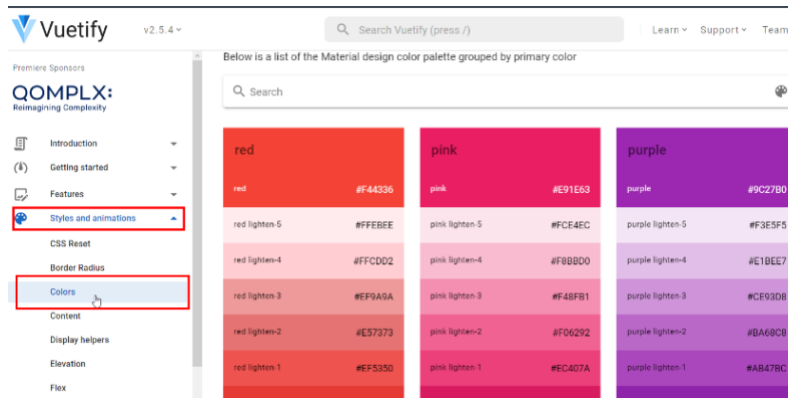 Vuetify
v2.5.4
Search Vuetify (press /)
Learn
Support
Team
Premiere Sponsors
QOMPLX:
Reimagining Complexity
Introduction
Getting started
Features
Styles and animations
CSS Reset
Border Radius
Colors
Content
Display helpers
Elevation
Flex
Below is a list of the Material design color palette grouped by primary color
Search
red
red #F44336
red lighten-5 #FFEBEE
red lighten-4 #FFCDD2
red lighten-3 #EF9A9A
red lighten-2 #E57373
red lighten-1 #EF5350
pink
pink #E91E63
pink lighten-5 #FCE4EC
pink lighten-4 #F8BBD0
pink lighten-3 #F48FB1
pink lighten-2 #F06292
pink lighten-1 #EC407A
purple
purple #9C27B0
purple lighten-5 #F3E5F5
purple lighten-4 #E1BEE7
purple lighten-3 #CE93D8
purple lighten-2 #BA68C8
purple lighten-1 #AB47BC